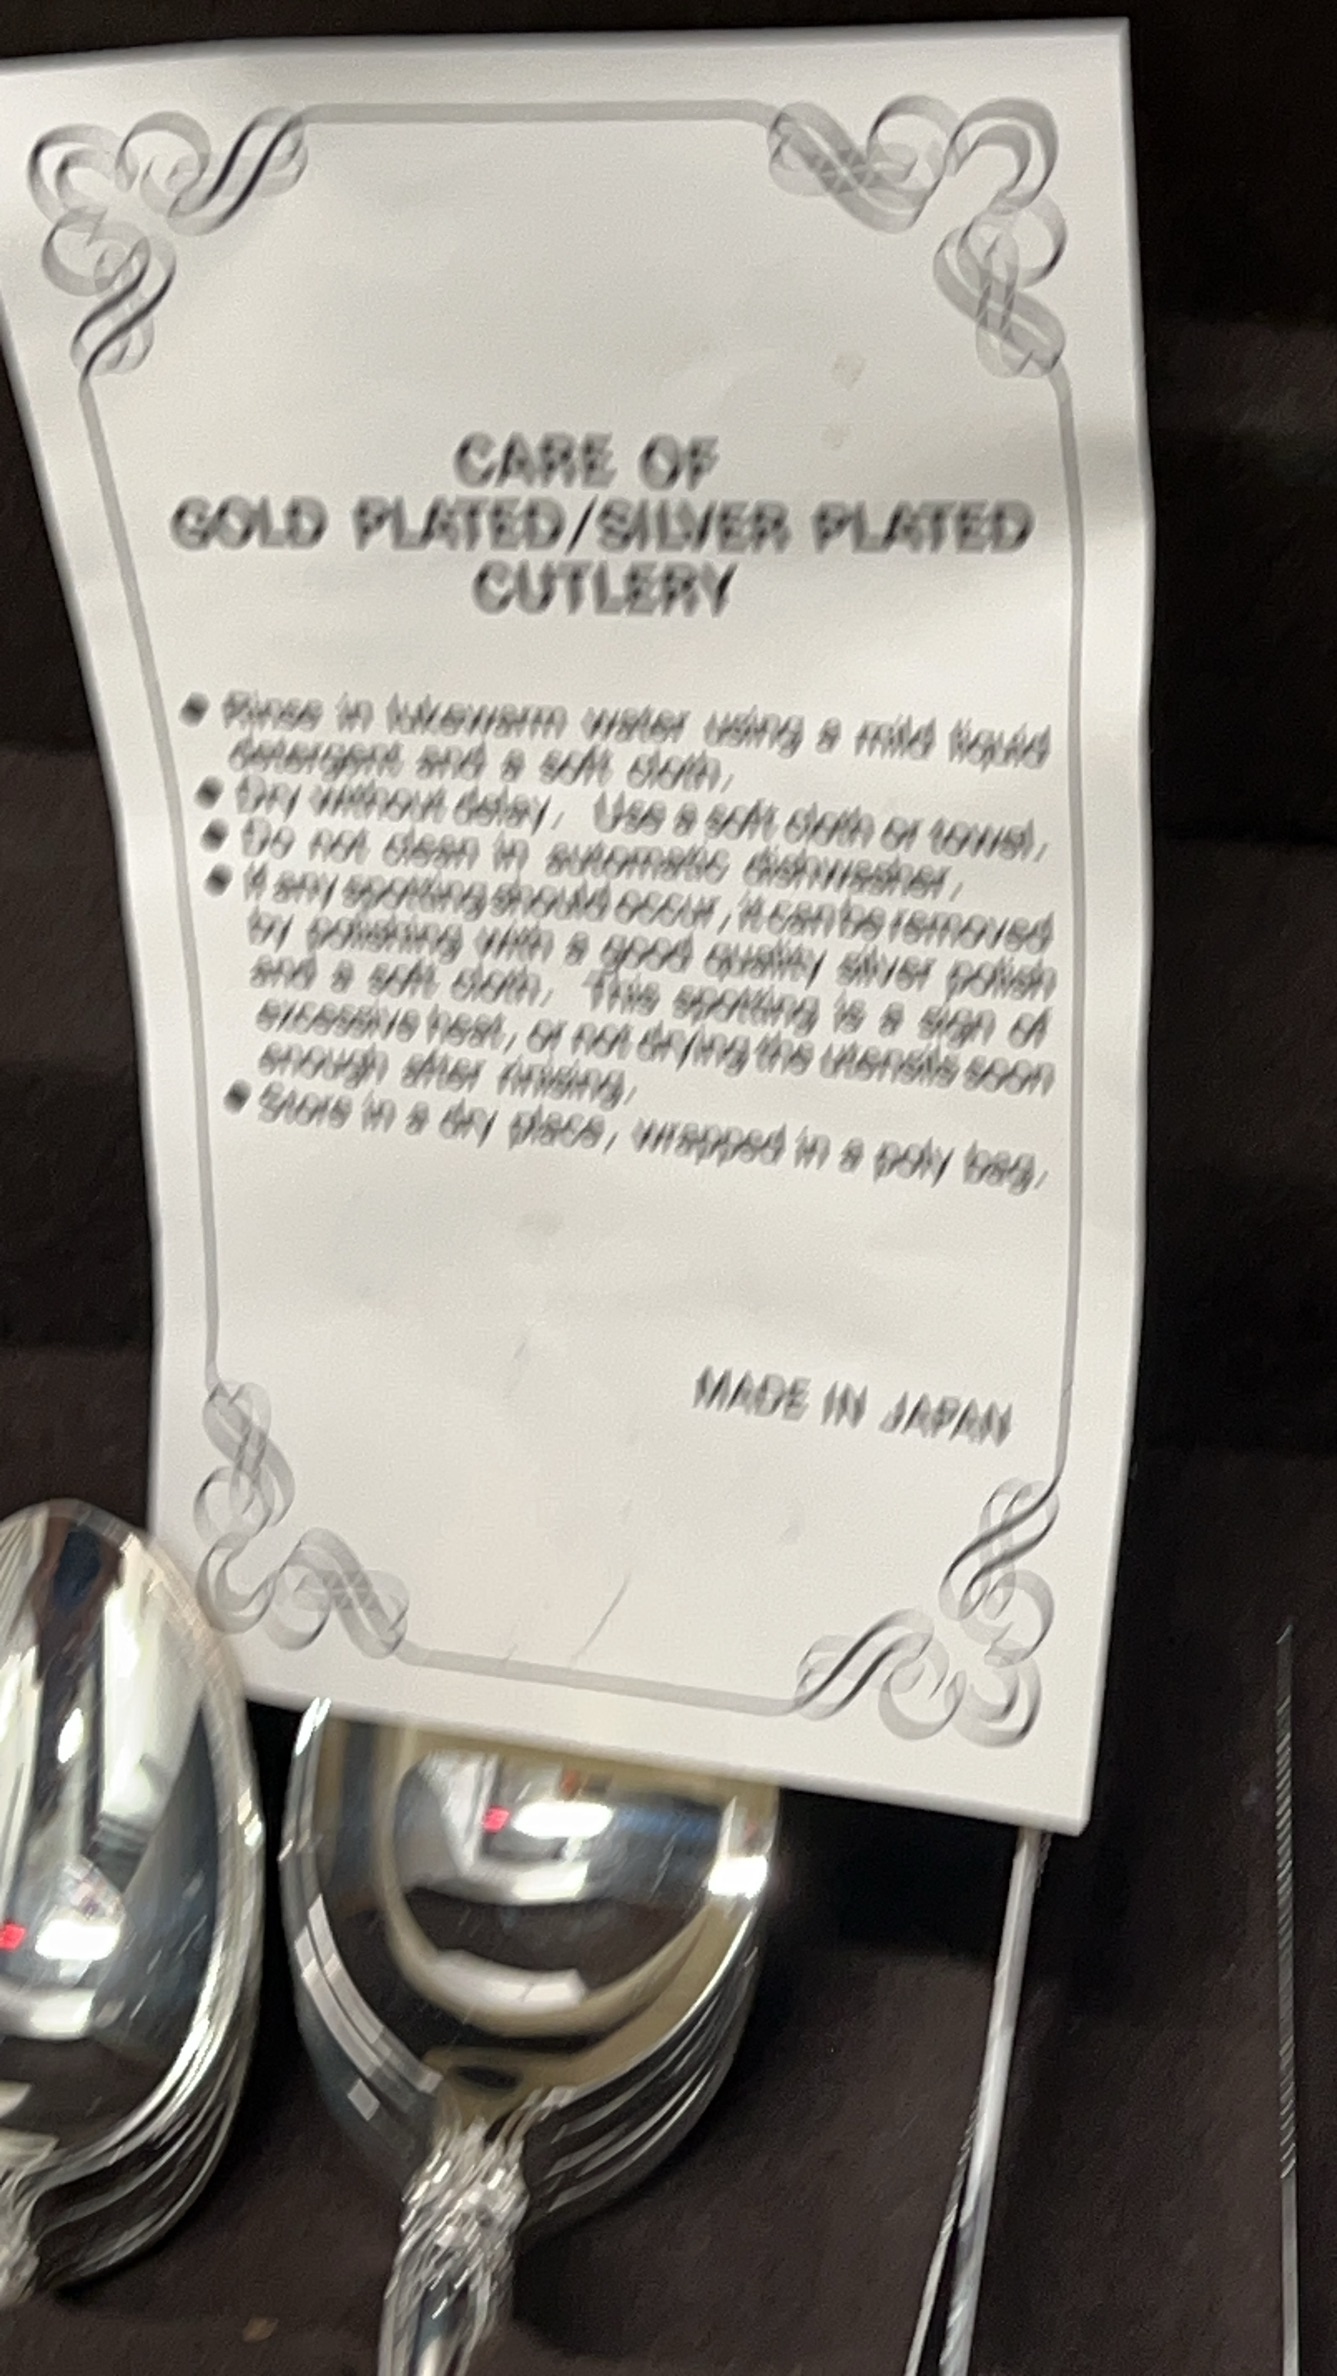 CARE OF
GOLD PLATED/SILVER PLATED
CUTLERY
● Rinse in lukewarm water using a mild liquid
detergent and a soft cloth.
● Dry without delay. Use a soft cloth or towel.
● Do not clean in automatic dishwasher.
● If any spotting should occur, it can be removed
by polishing with a good quality silver polish
and a soft cloth. This spotting is a sign of
excessive heat, or not drying the utensils soon
enough after rinising.
● Store in a dry place, wrapped in a poly bag.
MADE IN JAPAN